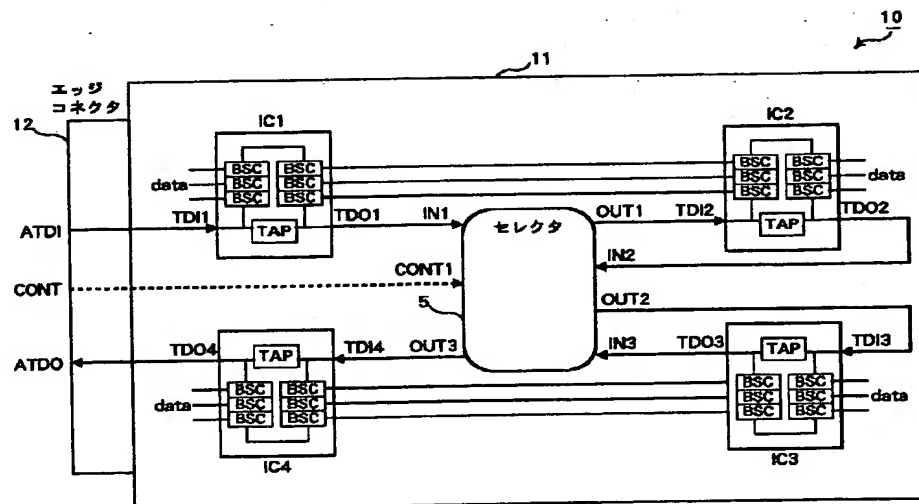 10
11
エッジ
コネクタ
12
IC1
IC2
BSC BSC
BSC BSC
BSC BSC
data
BSC BSC
BSC BSC
BSC BSC
data
TDI1
TAP
TDO1
IN1
セレクタ
OUT1
TDI2
TAP
TDO2
ATDI
IN2
CONT
CONT1
OUT2
5
ATDO
TDO4
TAP
TDI4
OUT3
IN3
TDO3
TAP
TDI3
BSC BSC
BSC BSC
BSC BSC
data
BSC BSC
BSC BSC
BSC BSC
data
IC4
IC3